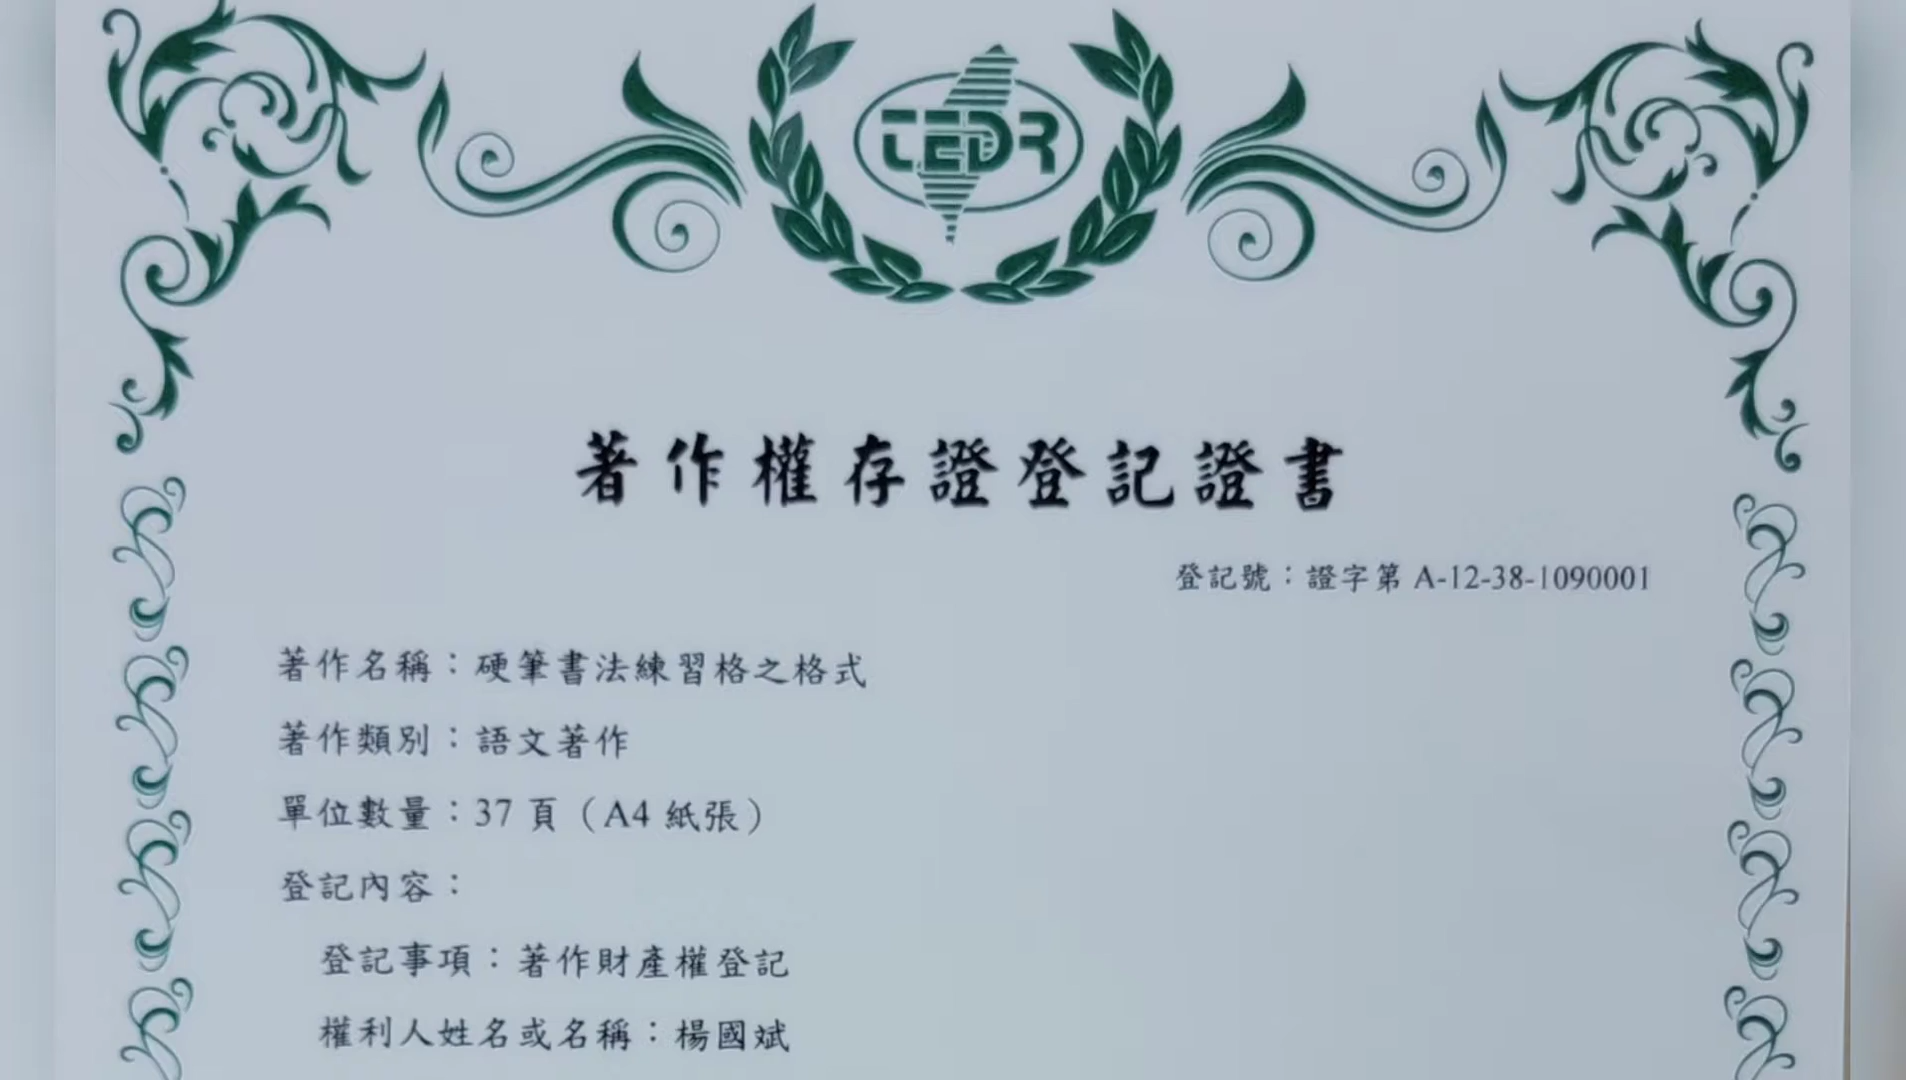 TEDR
著作權存證登記證書
登記號：證字第 A-12-38-1090001
著作名稱：硬筆書法練習格之格式
著作類別：語文著作
單位數量：37 頁（A4 紙張）
登記內容：
登記事項：著作財產權登記
權利人姓名或名稱：楊國斌